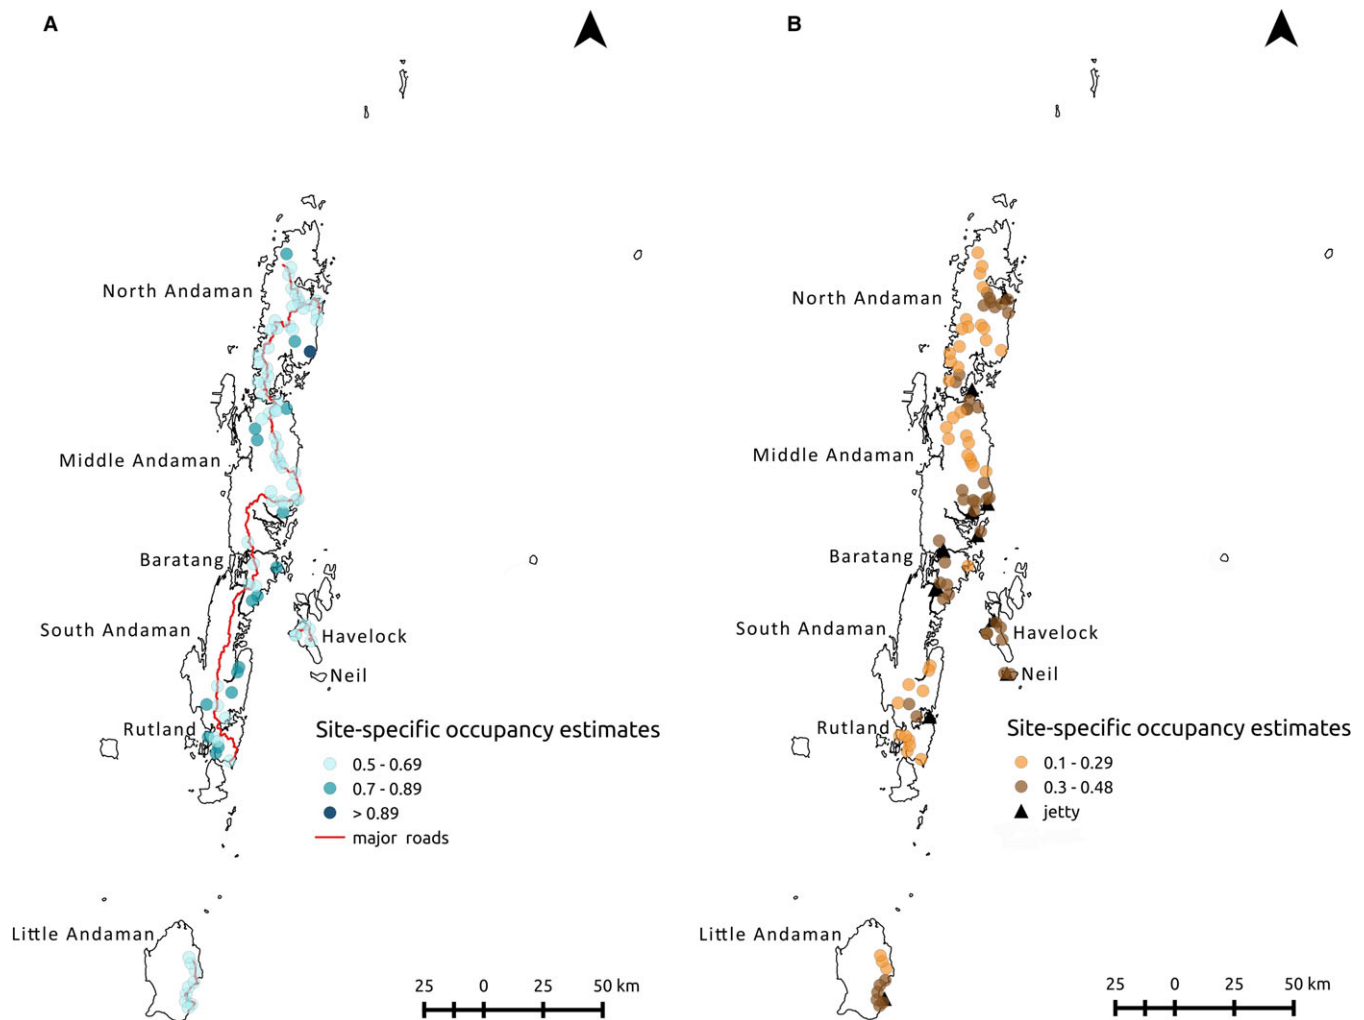 A
North Andaman
Middle Andaman
Baratang
South Andaman
Havelock
Neil
Rutland
Site-specific occupancy estimates
0.5 - 0.69
0.7 - 0.89
> 0.89
major roads
Little Andaman
25 0 25 50 km
B
North Andaman
Middle Andaman
Baratang
South Andaman
Havelock
Neil
Rutland
Site-specific occupancy estimates
0.1 - 0.29
0.3 - 0.48
jetty
Little Andaman
25 0 25 50 km